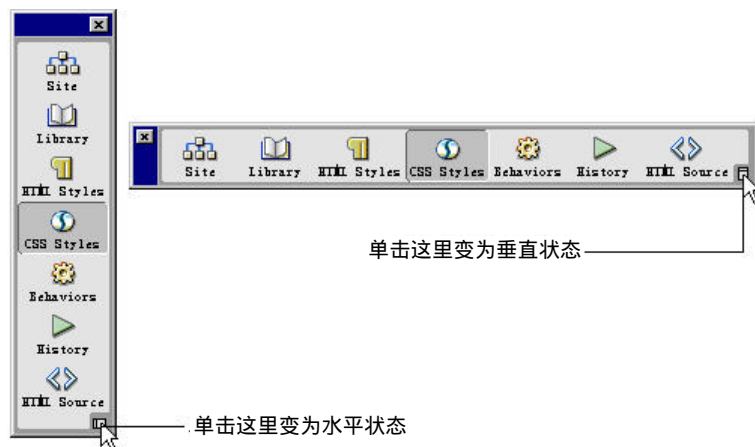 Site
Library
HTML Styles
CSS Styles
Behaviors
History
HTML Source
单击这里变为水平状态
Site Library HTML Styles CSS Styles Behaviors History HTML Source
单击这里变为垂直状态